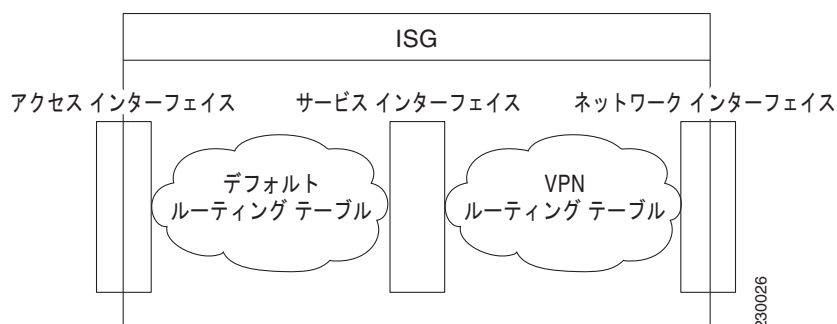 ISG
アクセス インターフェイス
サービス インターフェイス
ネットワーク インターフェイス
デフォルト
ルーティング テーブル
VPN
ルーティング テーブル
230026